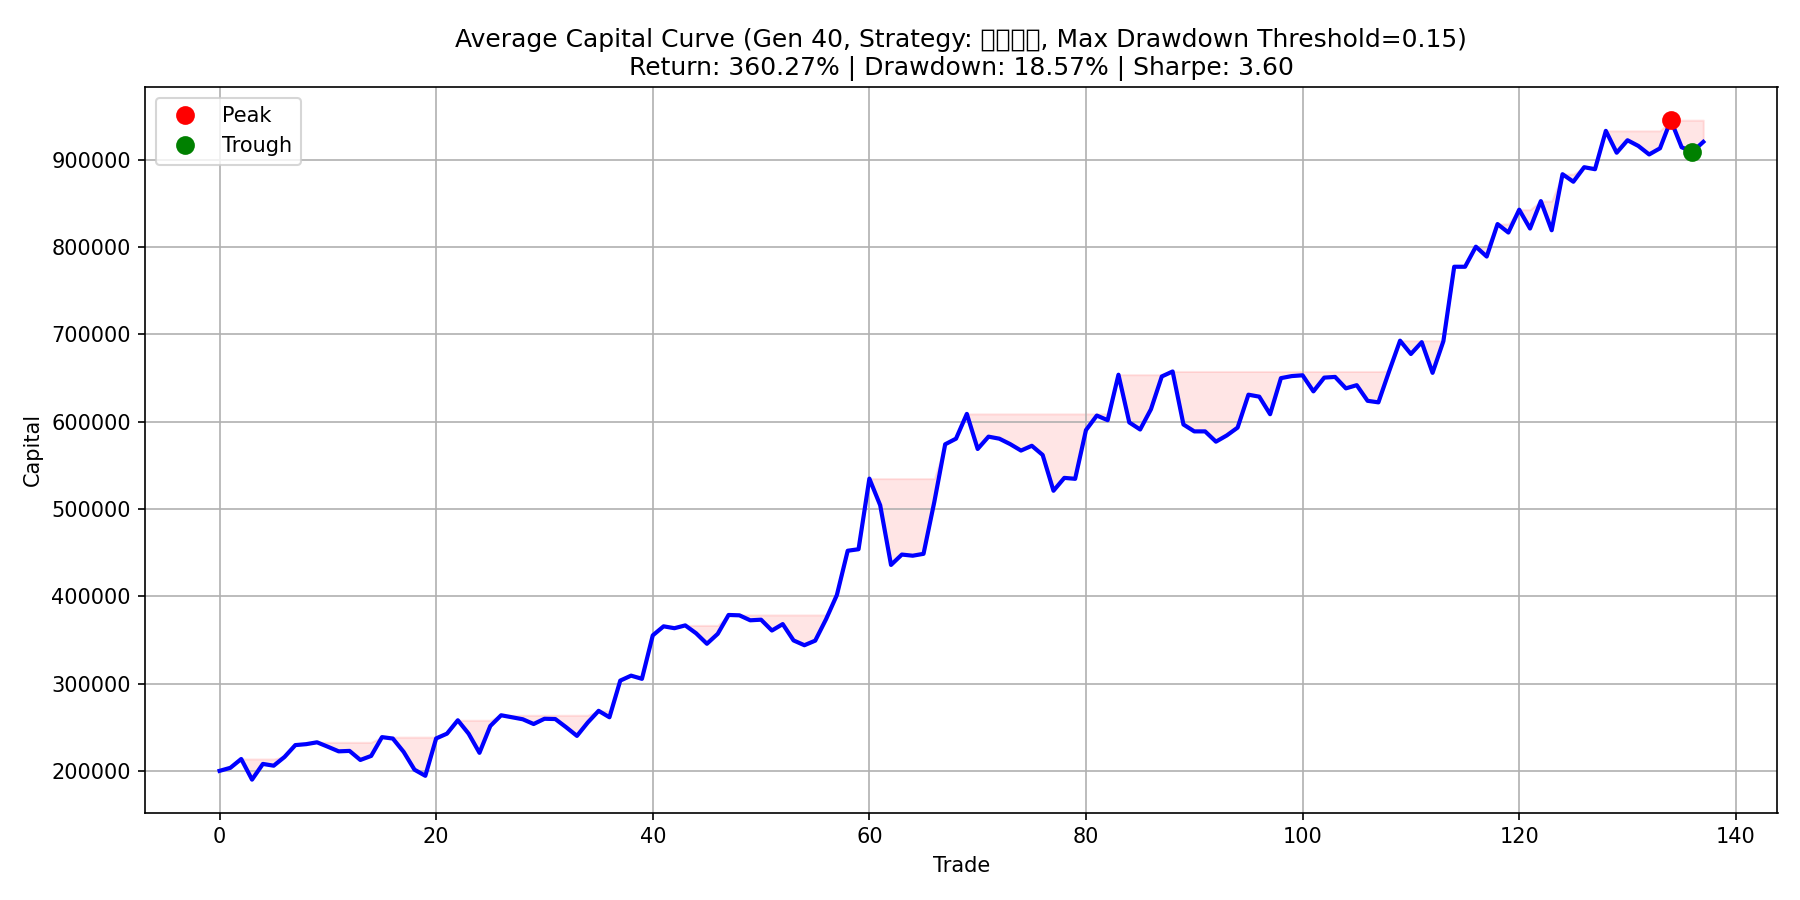 Average Capital Curve (Gen 40, Strategy: □□□□, Max Drawdown Threshold=0.15)
Return: 360.27% | Drawdown: 18.57% | Sharpe: 3.60
Peak
Trough
Capital
900000
800000
700000
600000
500000
400000
300000
200000
0
20
40
60
80
100
120
140
Trade